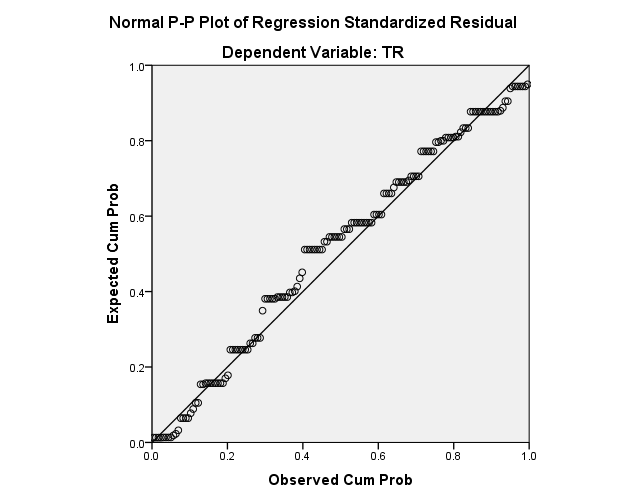 Normal P-P Plot of Regression Standardized Residual
Dependent Variable: TR
Expected Cum Prob
1.0
0.8
0.6
0.4
0.2
0.0
0.0 0.2 0.4 0.6 0.8 1.0
Observed Cum Prob